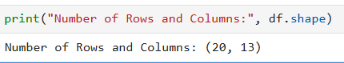 print("Number of Rows and Columns:", df.shape)
Number of Rows and Columns: (20, 13)